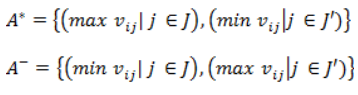 A* = {(max v_ij | j ∈ J), (min v_ij | j ∈ J′)}
A⁻ = {(min v_ij | j ∈ J), (max v_ij | j ∈ J′)}